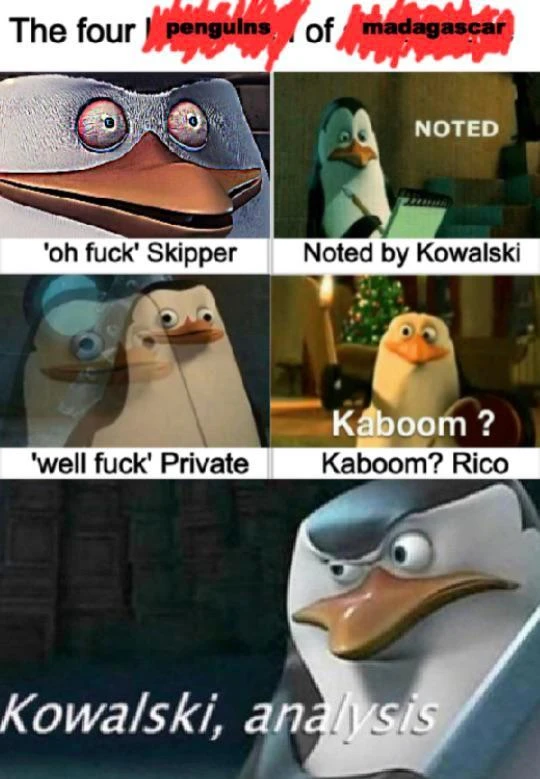 The four penguins of madagascar
NOTED
'oh fuck' Skipper
Noted by Kowalski
Kaboom ?
'well fuck' Private
Kaboom? Rico
Kowalski, analysis